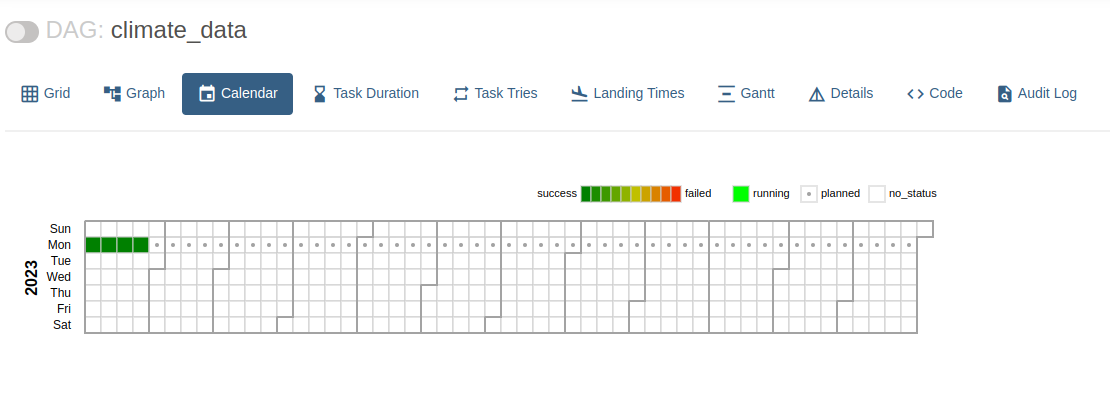 DAG: climate_data
Grid Graph Calendar Task Duration Task Tries Landing Times Gantt Details Code Audit Log
success failed running planned no_status
2023
Sun
Mon
Tue
Wed
Thu
Fri
Sat